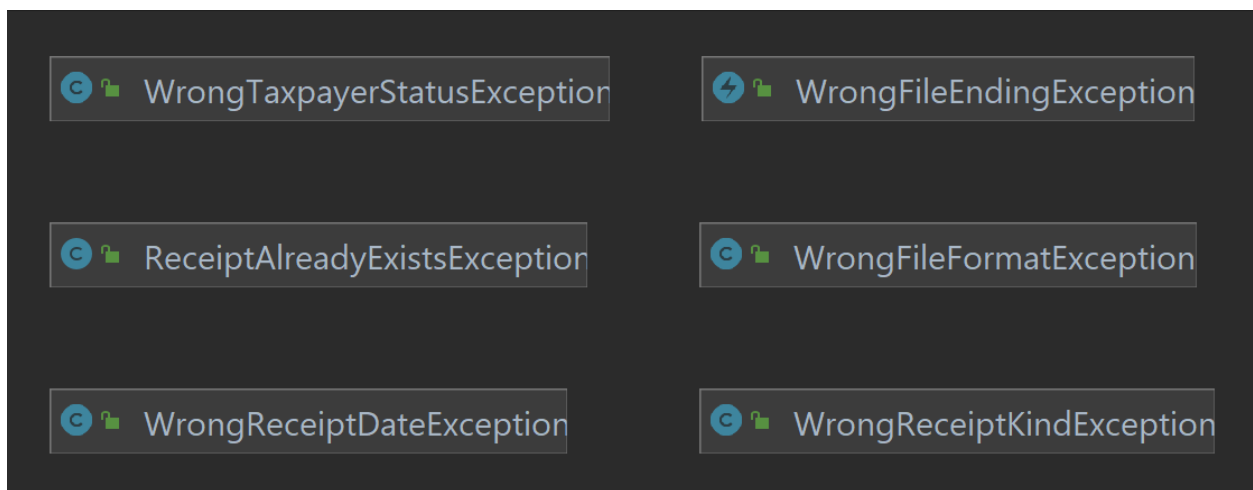 WrongTaxpayerStatusException
WrongFileEndingException
ReceiptAlreadyExistsException
WrongFileFormatException
WrongReceiptDateException
WrongReceiptKindException